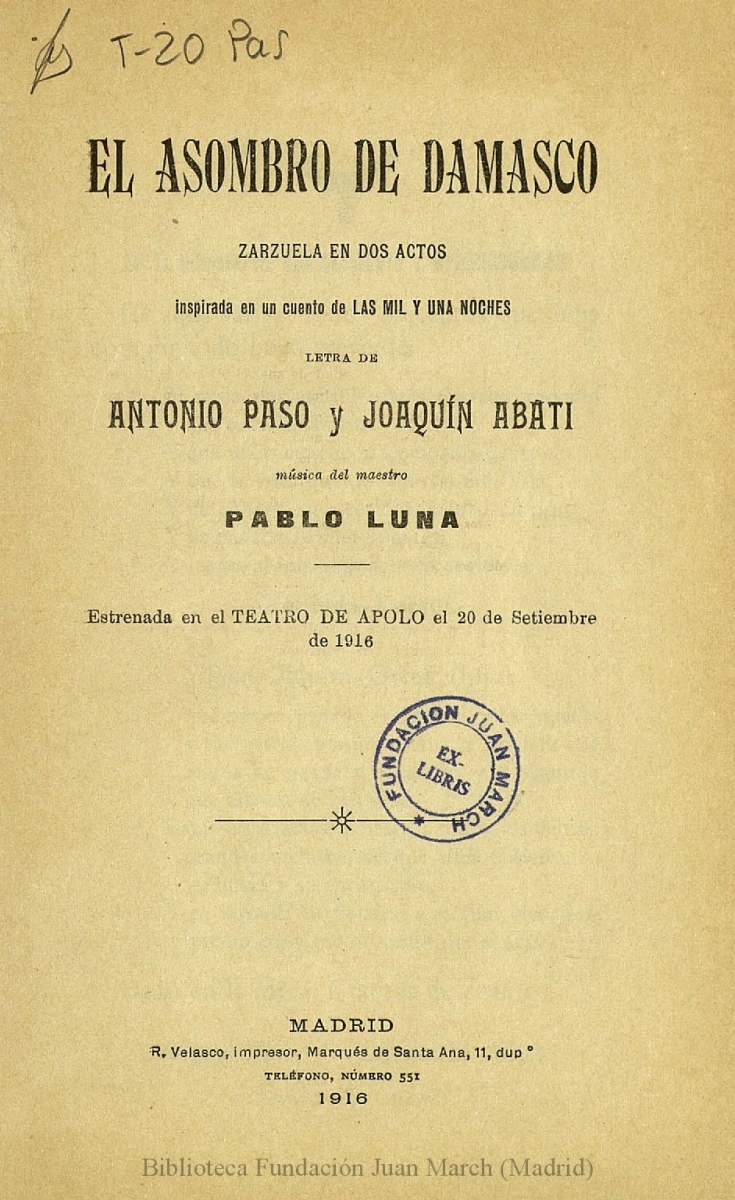 T-20 Pas
EL ASOMBRO DE DAMASCO
ZARZUELA EN DOS ACTOS
inspirada en un cuento de LAS MIL Y UNA NOCHES
LETRA DE
ANTONIO PASO y JOAQUÍN ABATI
música del maestro
PABLO LUNA
Estrenada en el TEATRO DE APOLO el 20 de Setiembre
de 1916
FUNDACION JUAN MARCH
EX-
LIBRIS
MADRID
R. Velasco, impresor, Marqués de Santa Ana, 11, dup º
TELÉFONO, NÚMERO 551
1916
Biblioteca Fundación Juan March (Madrid)